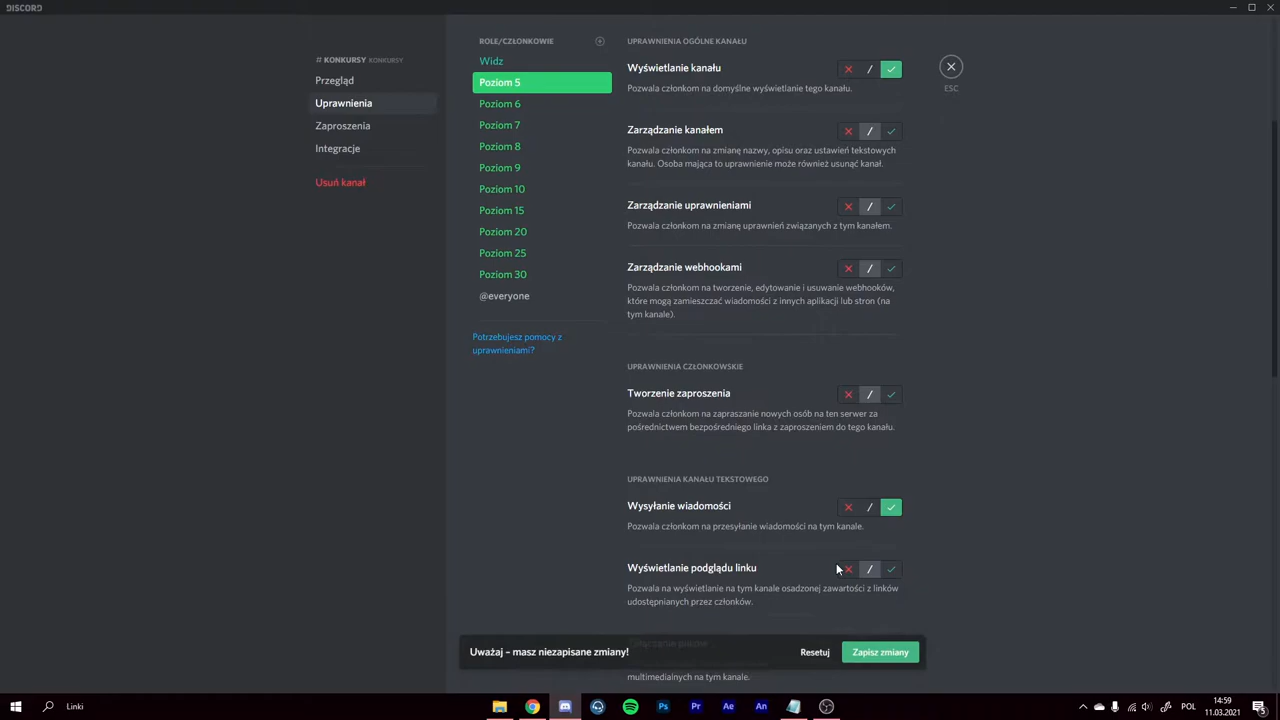 DISCORD
# KONKURSY KONKURSY
Przegląd
Uprawnienia
Zaproszenia
Integracje
Usuń kanał
ROLE/CZŁONKOWIE
Widz
Poziom 5
Poziom 6
Poziom 7
Poziom 8
Poziom 9
Poziom 10
Poziom 15
Poziom 20
Poziom 25
Poziom 30
@everyone
Potrzebujesz pomocy z
uprawnieniami?
UPRAWNIENIA OGÓLNE KANAŁU
Wyświetlanie kanału
Pozwala członkom na domyślne wyświetlanie tego kanału.
Zarządzanie kanałem
Pozwala członkom na zmianę nazwy, opisu oraz ustawień tekstowych
kanału. Osoba mająca to uprawnienie może również usunąć kanał.
Zarządzanie uprawnieniami
Pozwala członkom na zmianę uprawnień związanych z tym kanałem.
Zarządzanie webhookami
Pozwala członkom na tworzenie, edytowanie i usuwanie webhooków,
które mogą zamieszczać wiadomości z innych aplikacji lub stron (na
tym kanale).
UPRAWNIENIA CZŁONKOWSKIE
Tworzenie zaproszenia
Pozwala członkom na zapraszanie nowych osób na ten serwer za
pośrednictwem bezpośredniego linka z zaproszeniem do tego kanału.
UPRAWNIENIA KANAŁU TEKSTOWEGO
Wysyłanie wiadomości
Pozwala członkom na przesyłanie wiadomości na tym kanale.
Wyświetlanie podglądu linku
Pozwala na wyświetlanie na tym kanale osadzonej zawartości z linków
udostępnianych przez członków.
multimedialnych na tym kanale.
ESC
Uważaj – masz niezapisane zmiany!
Resetuj
Zapisz zmiany
Linki
Ps
Pr
Ae
An
POL
14:59
11.03.2021